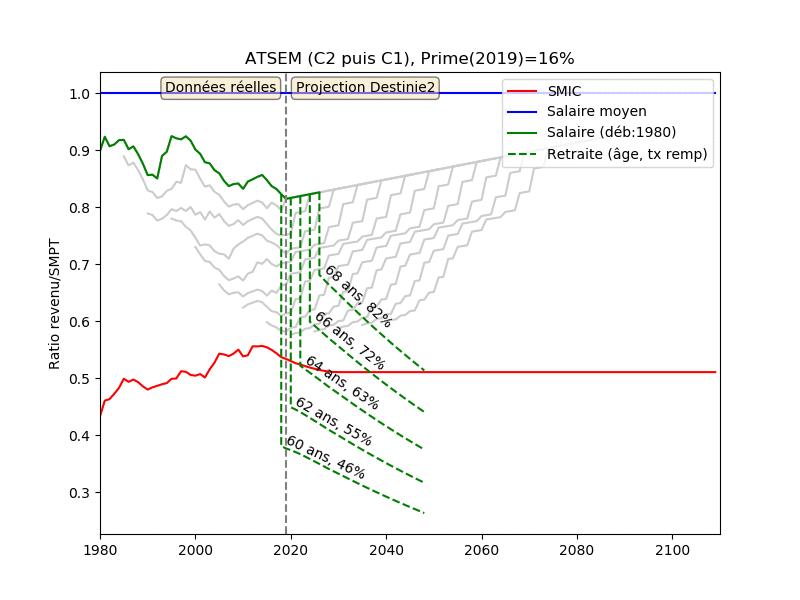 ATSEM (C2 puis C1), Prime(2019)=16%
Données réelles
Projection Destinie2
SMIC
Salaire moyen
Salaire (déb:1980)
Retraite (âge, tx remp)
Ratio revenu/SMPT
1.0
0.9
0.8
0.7
0.6
0.5
0.4
0.3
68 ans, 82%
66 ans, 72%
64 ans, 63%
62 ans, 55%
60 ans, 46%
1980
2000
2020
2040
2060
2080
2100